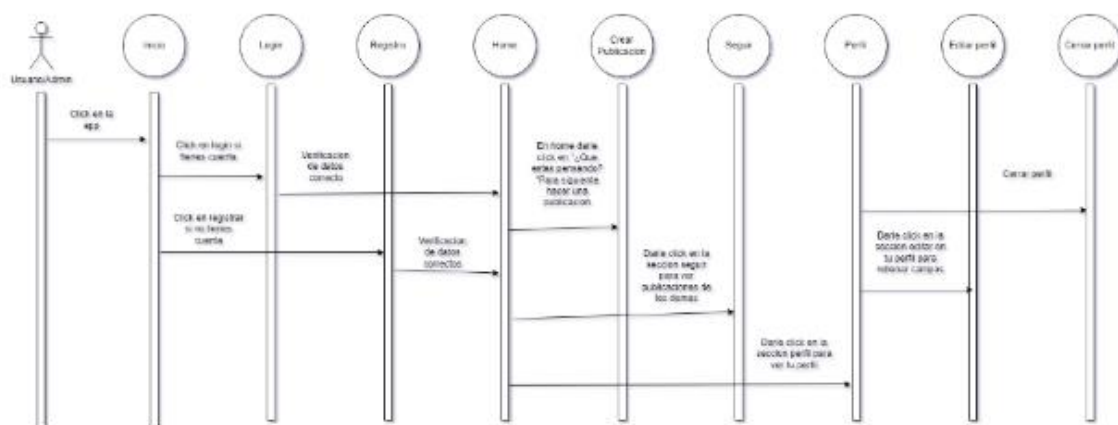 Usuario/Admin
Inicio
Login
Registro
Home
Crear
Publicacion
Seguir
Perfil
Editar perfil
Cerrar perfil
Click en la
app
Click en login si
tienes cuenta
Verificacion
de datos
correcto
En home darle
click en "¿Que
estas pensando?
"Para siguiente
hacer una
publicacion
Cerrar perfil
Click en registrar
si no tienes
cuenta
Verificacion
de datos
correctos
Darle click en la
seccion seguir
para ver
publicaciones de
los demas
Darle click en la
seccion editar en
tu perfil para
rellenar campos
Darle click en la
seccion perfil para
ver tu perfil